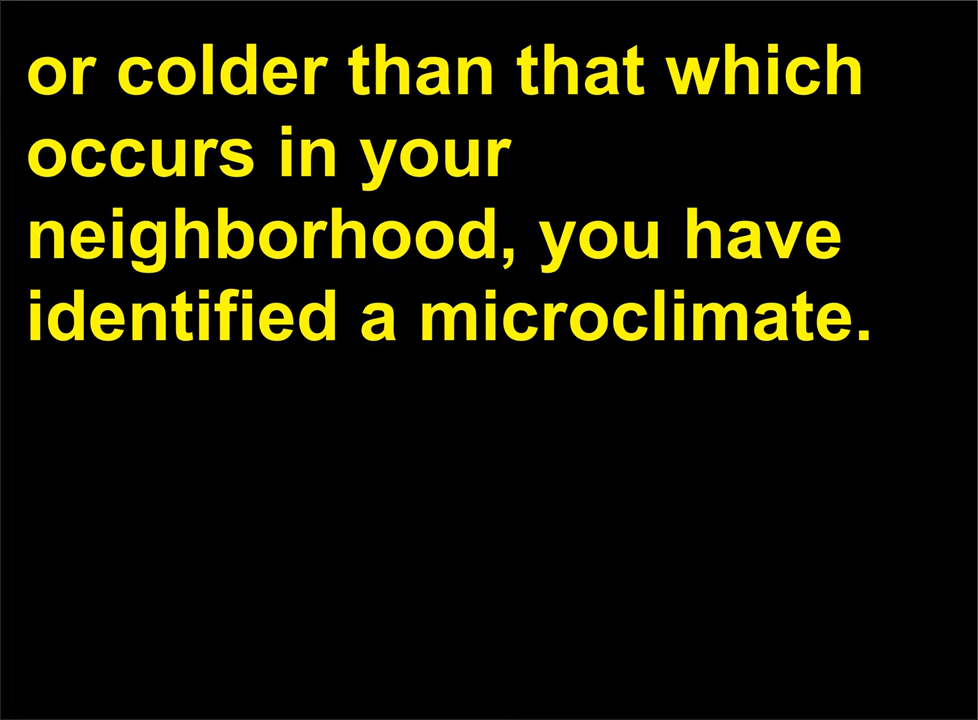 or colder than that which
occurs in your
neighborhood, you have
identified a microclimate.